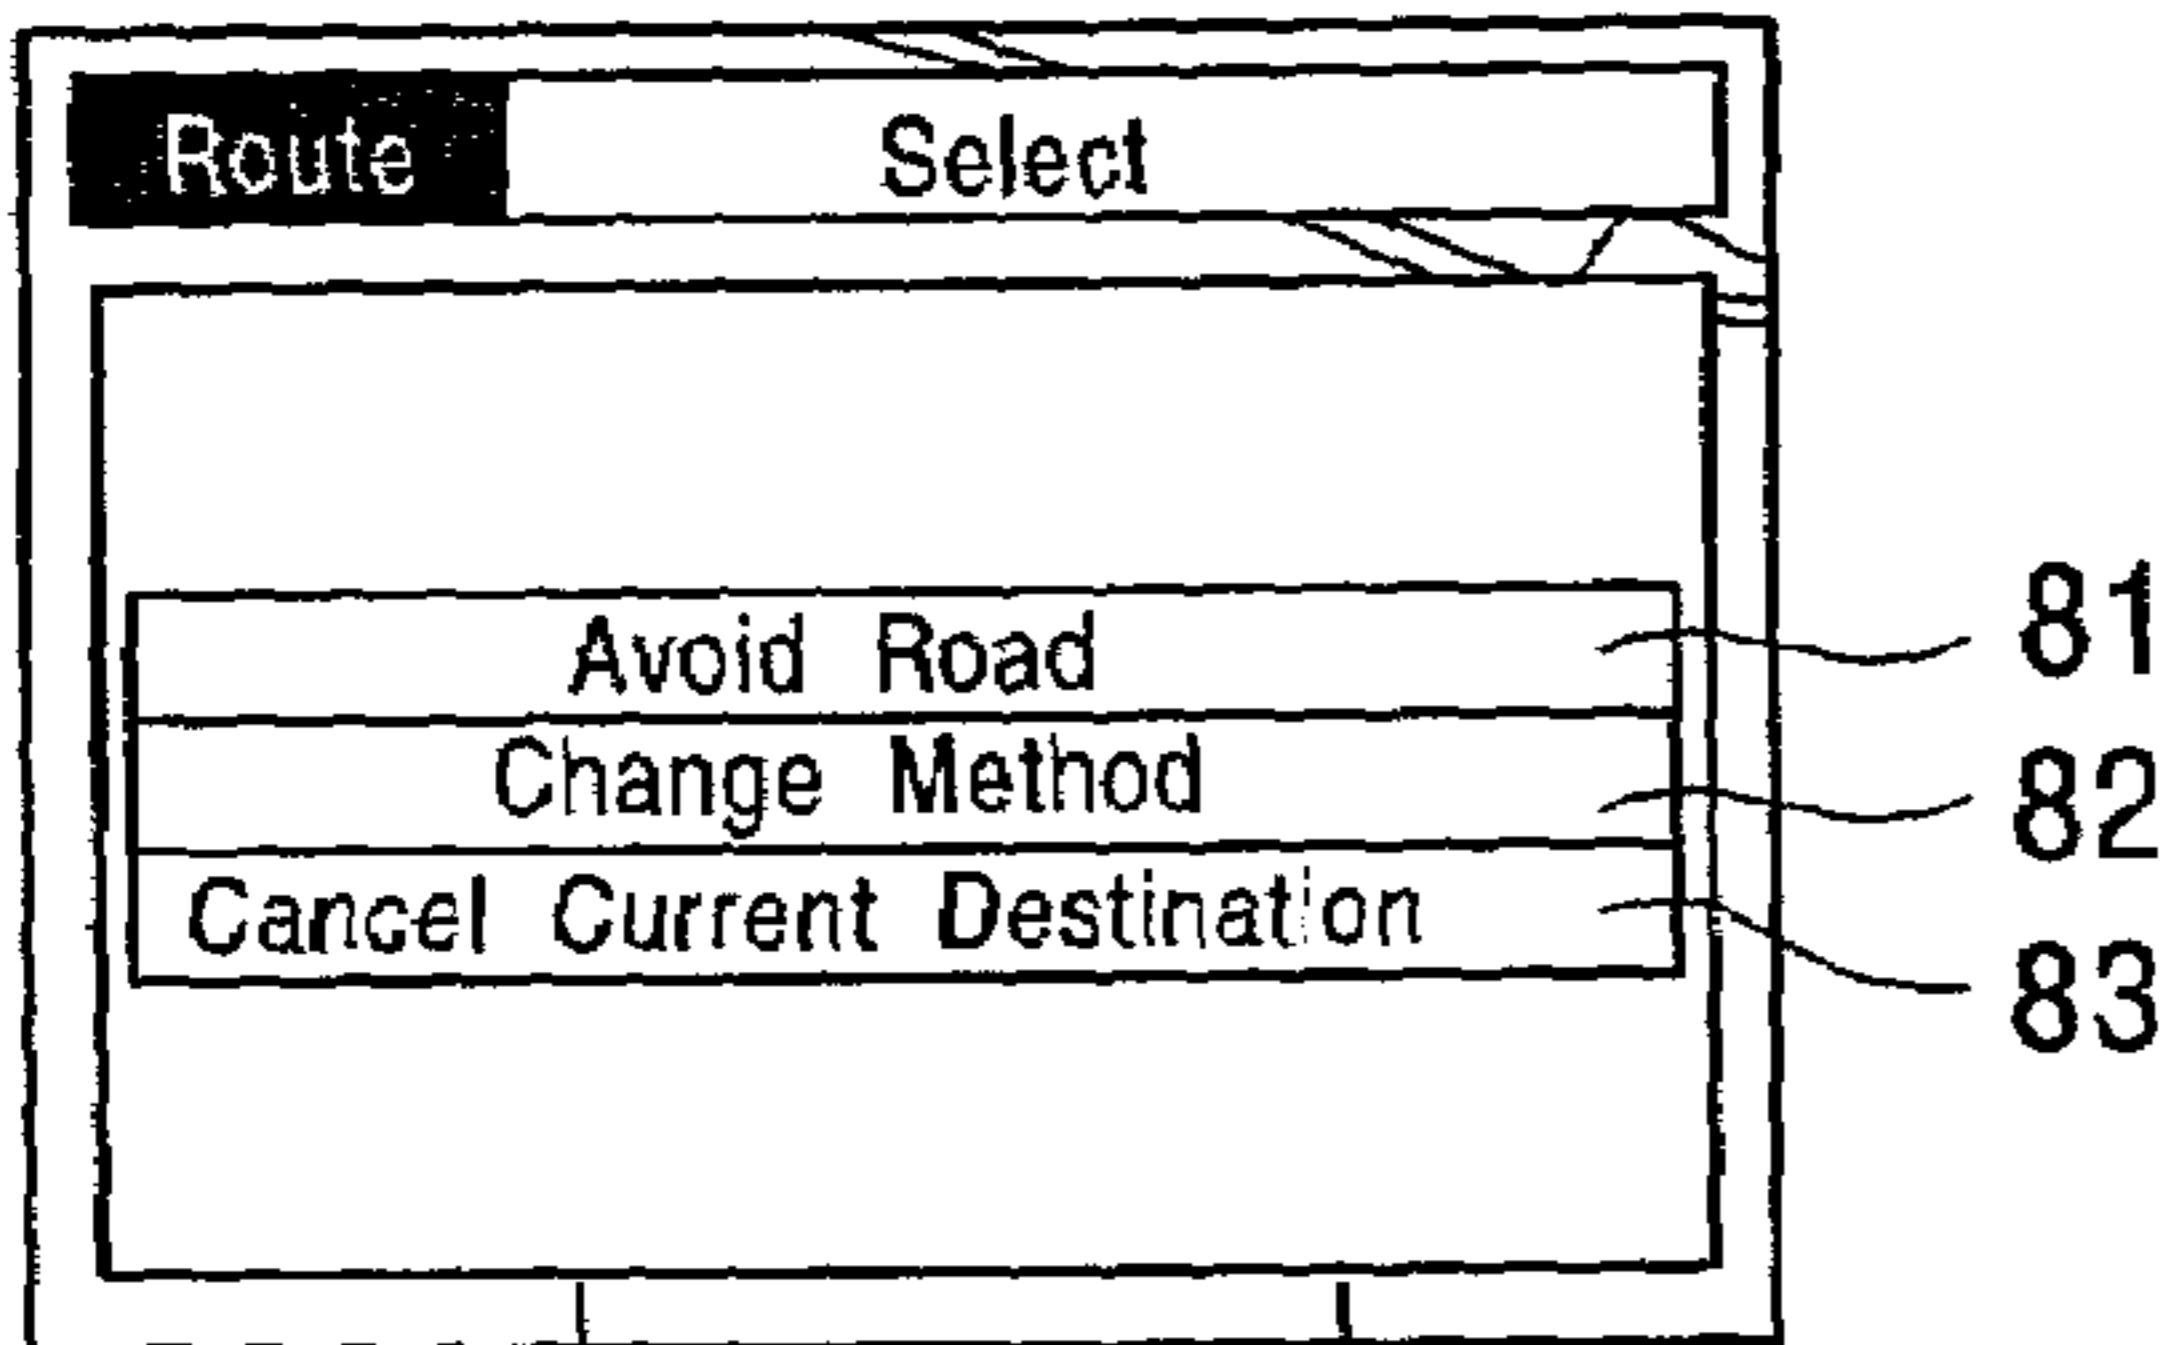 Route Select
Avoid Road 81
Change Method 82
Cancel Current Destination 83